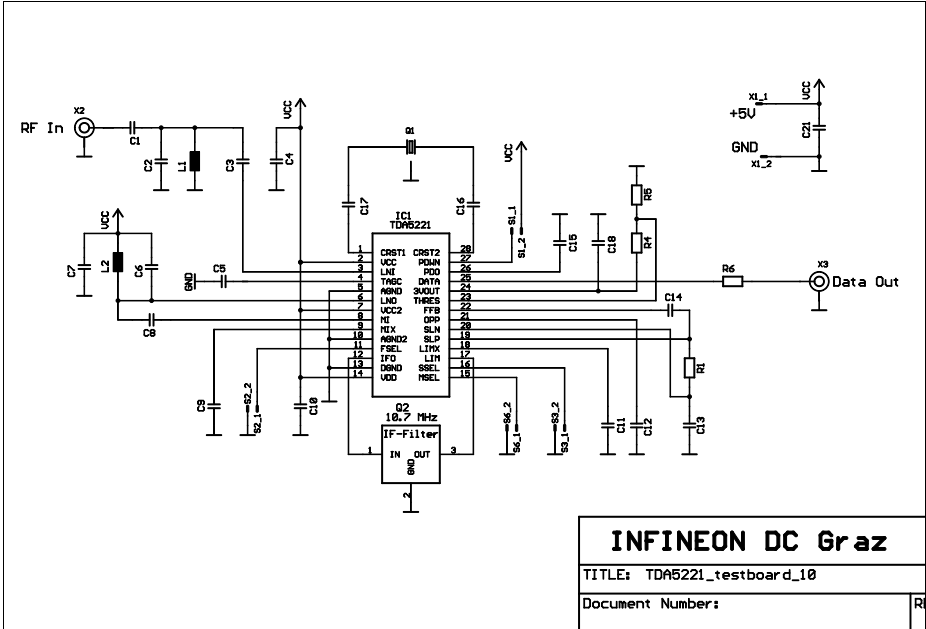 X2
RF In
C1
C2
L1
C3
C4
VCC
Q1
C17
C16
VCC
S1_1
S1_2
X1_1
+5V
VCC
C21
GND
X1_2
IC1
TDA5221
1 CRST1 CRST2 28
2 VCC PDWN 27
3 LNI PDO 26
4 TAGC DATA 25
5 AGND 3VOUT 24
6 LNO THRES 23
7 VCC2 FFB 22
8 MI OPP 21
9 MIX SLN 20
10 AGND2 SLP 19
11 FSEL LIMX 18
12 IFO LIM 17
13 DGND SSEL 16
14 VDD MSEL 15
VCC
C7
L2
C6
GND
C5
C8
C15
C18
R5
R4
C14
R6
X3
Data Out
R1
C9
S2_2
S2_1
C10
Q2
10.7 MHz
IF-Filter
1 IN OUT 3
GND
2
S6_2
S6_1
S3_2
S3_1
C11
C12
C13
INFINEON DC Graz
TITLE: TDA5221_testboard_10
Document Number: